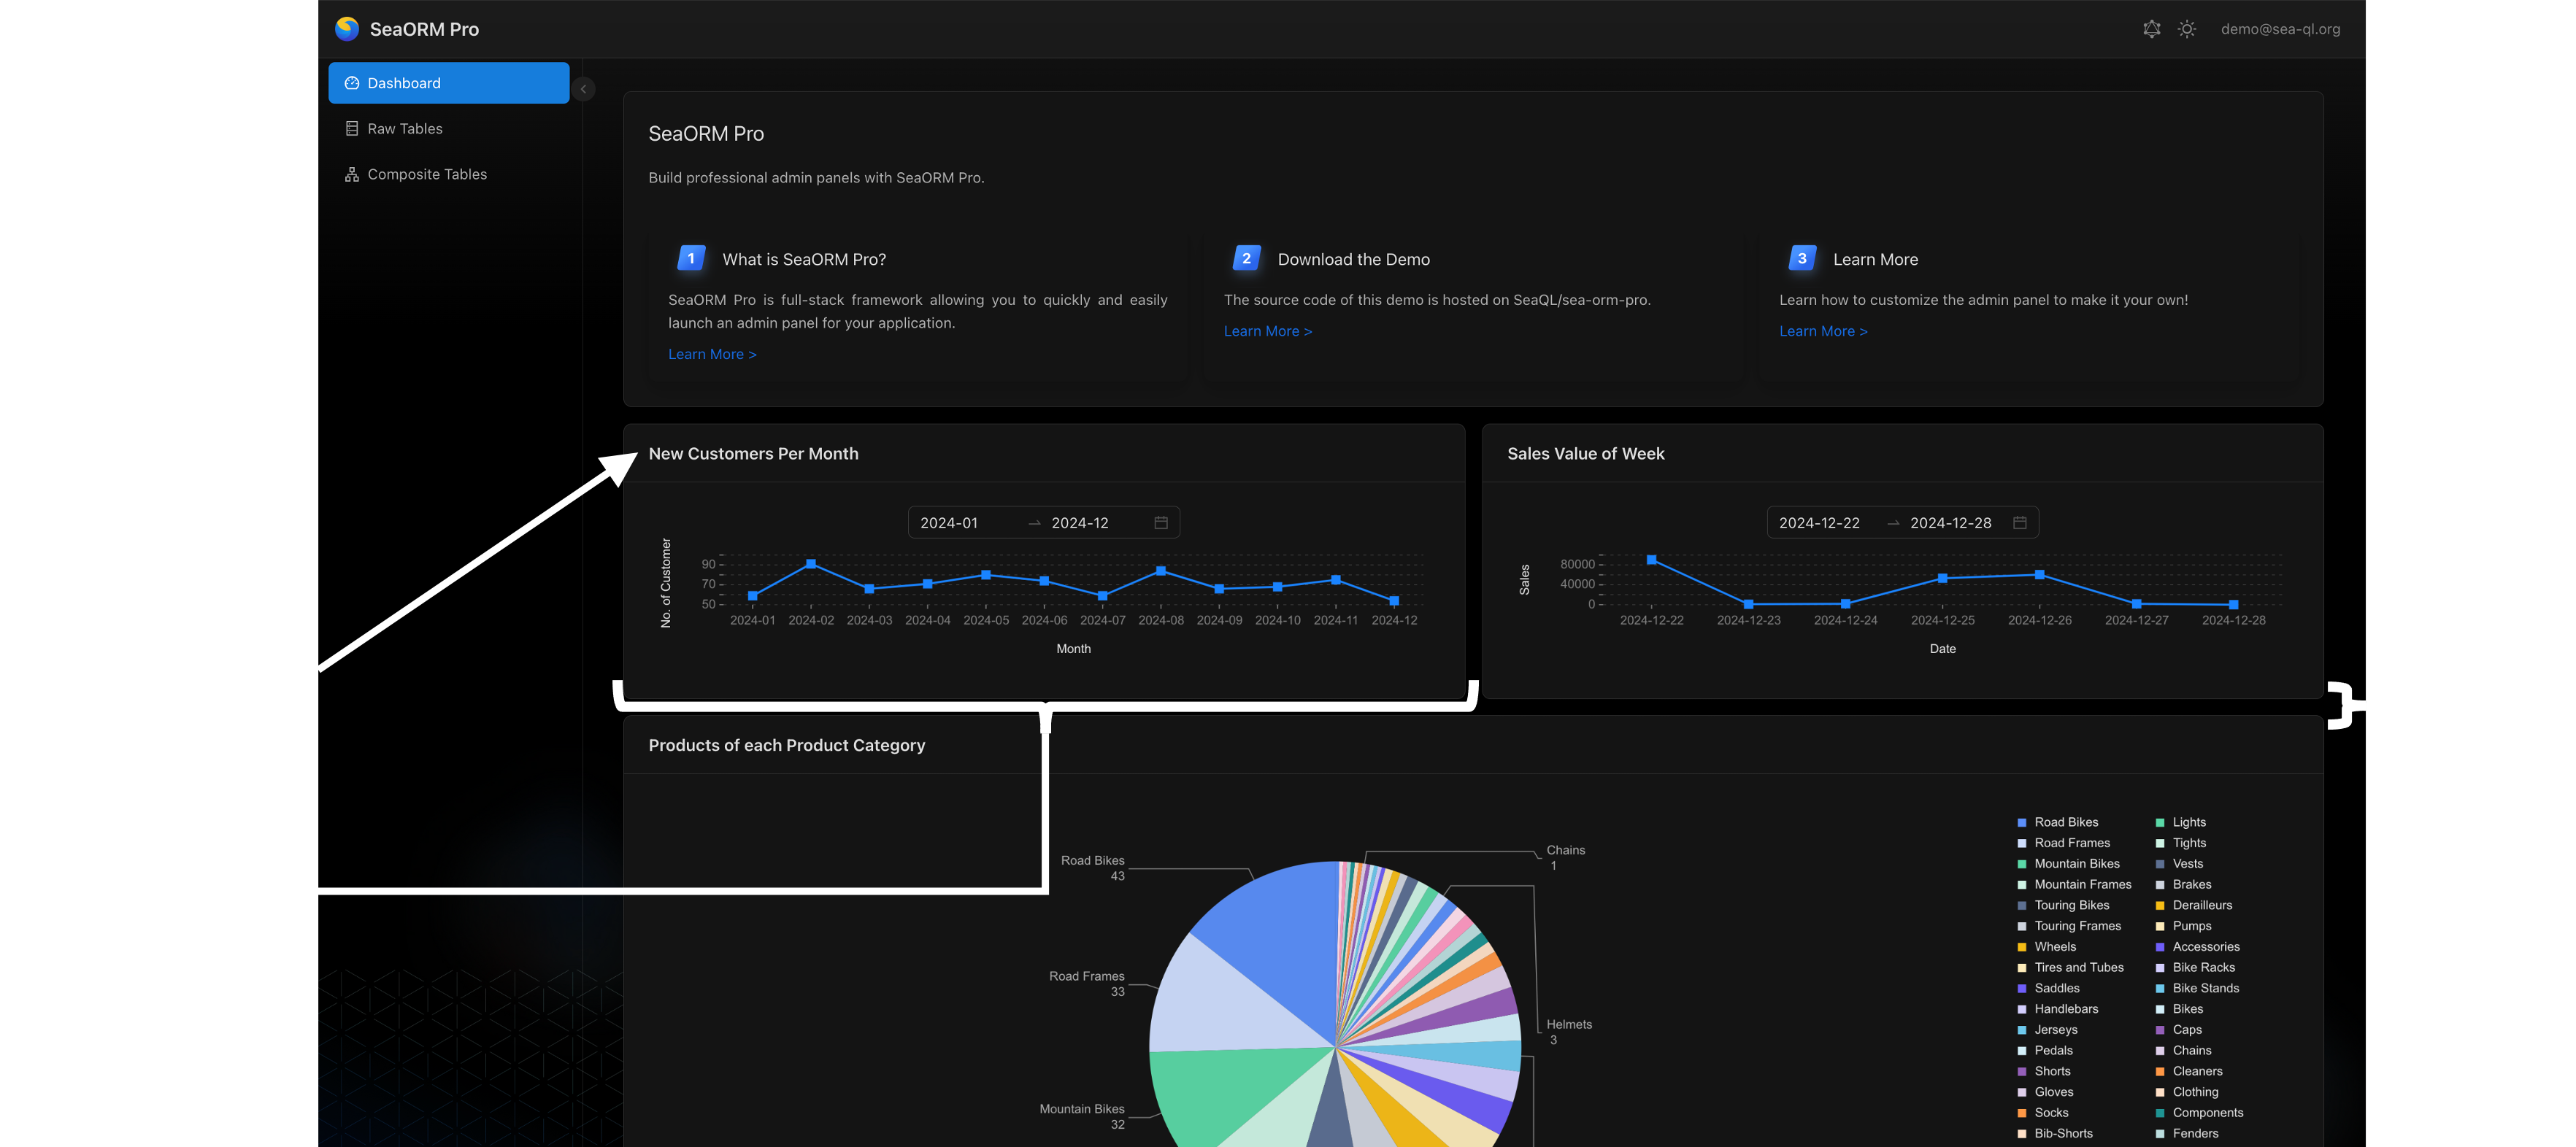 SeaORM Pro
demo@sea-ql.org
Dashboard
Raw Tables
Composite Tables
SeaORM Pro
Build professional admin panels with SeaORM Pro.
1 What is SeaORM Pro?
SeaORM Pro is full-stack framework allowing you to quickly and easily
launch an admin panel for your application.
Learn More >
2 Download the Demo
The source code of this demo is hosted on SeaQL/sea-orm-pro.
Learn More >
3 Learn More
Learn how to customize the admin panel to make it your own!
Learn More >
New Customers Per Month
2024-01 2024-12
No. of Customer
90
70
50
2024-01 2024-02 2024-03 2024-04 2024-05 2024-06 2024-07 2024-08 2024-09 2024-10 2024-11 2024-12
Month
Sales Value of Week
2024-12-22 2024-12-28
Sales
80000
40000
0
2024-12-22 2024-12-23 2024-12-24 2024-12-25 2024-12-26 2024-12-27 2024-12-28
Date
Products of each Product Category
Road Bikes
43
Road Frames
33
Mountain Bikes
32
Chains
1
Helmets
3
Road Bikes
Road Frames
Mountain Bikes
Mountain Frames
Touring Bikes
Touring Frames
Wheels
Tires and Tubes
Saddles
Handlebars
Jerseys
Pedals
Shorts
Gloves
Socks
Bib-Shorts
Lights
Tights
Vests
Brakes
Derailleurs
Pumps
Accessories
Bike Racks
Bike Stands
Bikes
Caps
Chains
Cleaners
Clothing
Components
Fenders